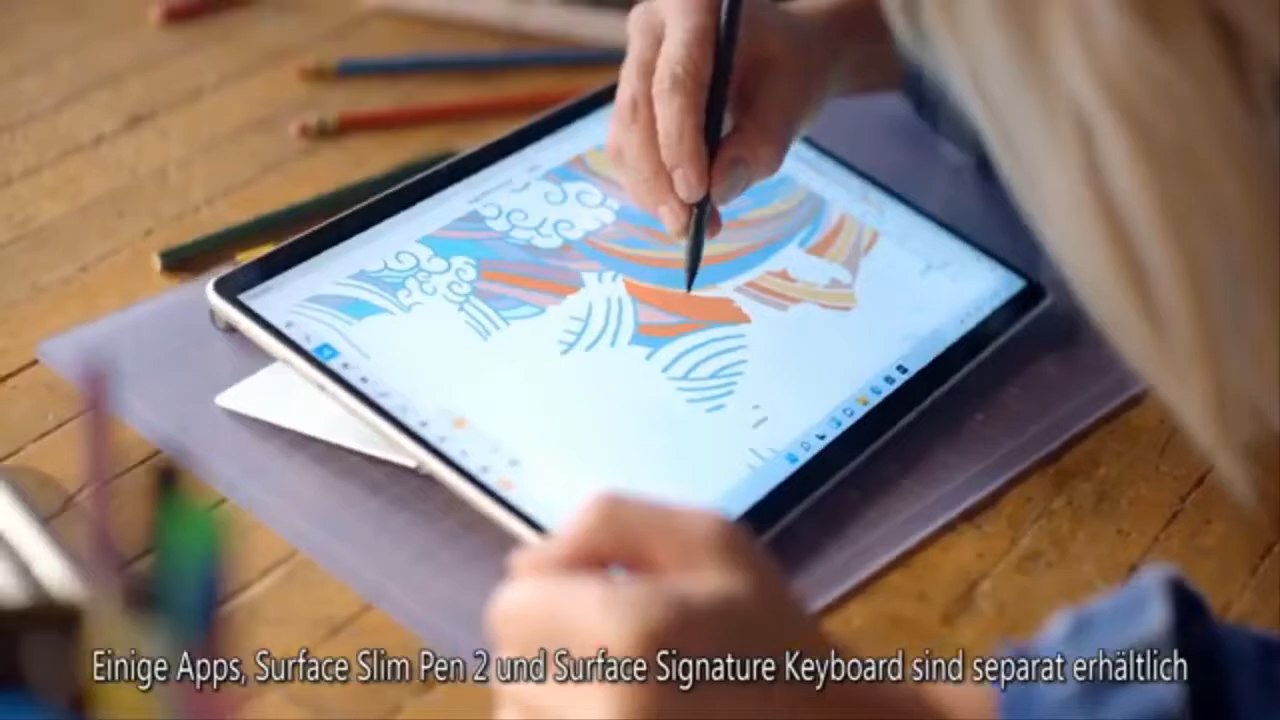 Einige Apps, Surface Slim Pen 2 und Surface Signature Keyboard sind separat erhältlich